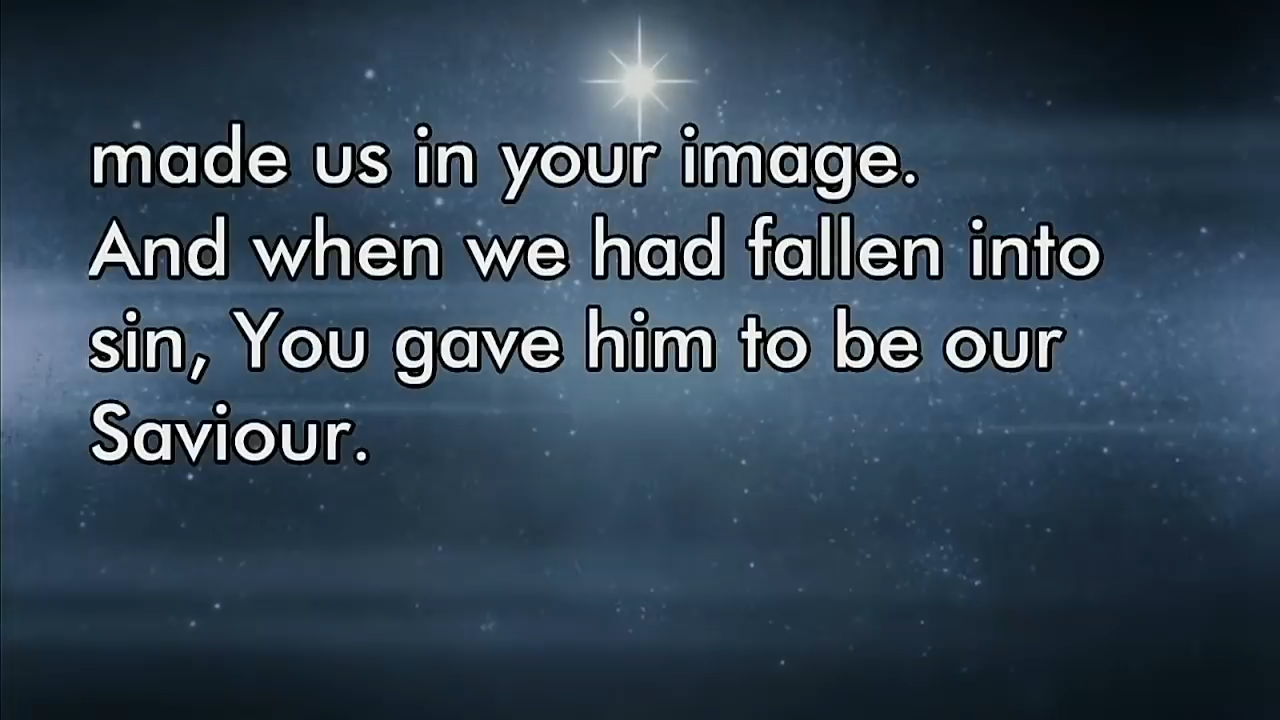 made us in your image.
And when we had fallen into
sin, You gave him to be our
Saviour.